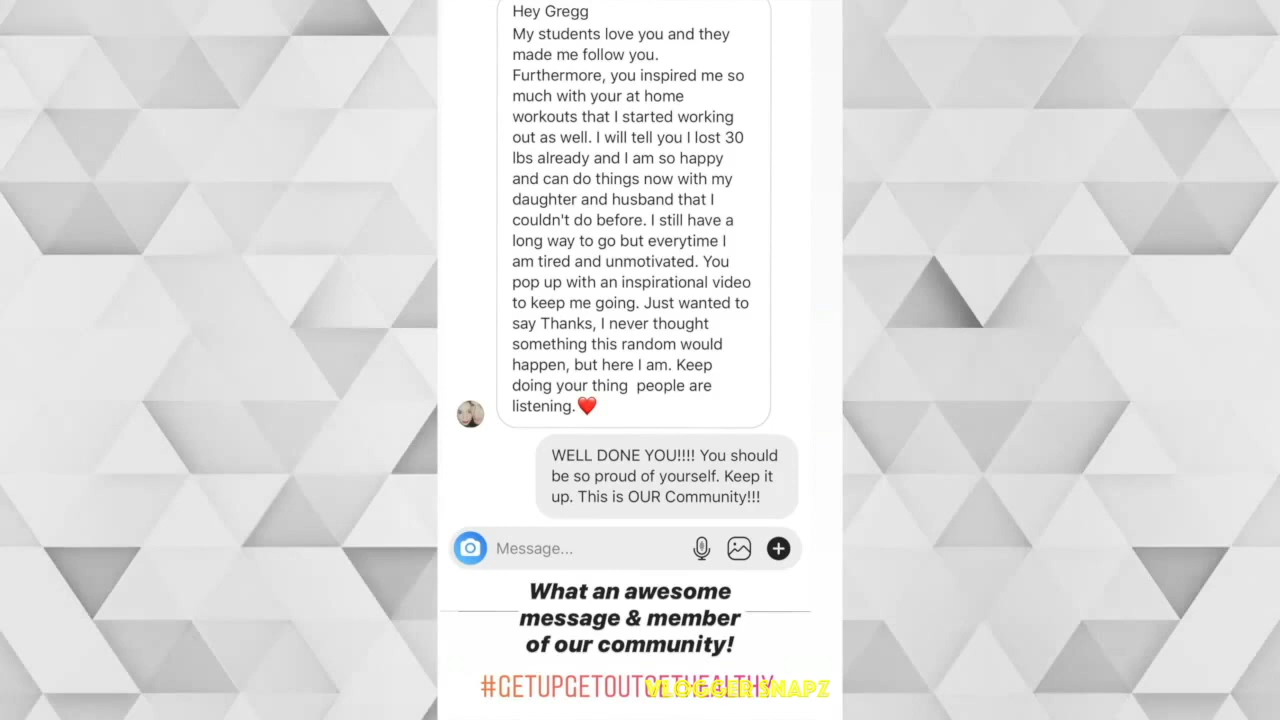 Hey Gregg
My students love you and they
made me follow you.
Furthermore, you inspired me so
much with your at home
workouts that I started working
out as well. I will tell you I lost 30
lbs already and I am so happy
and can do things now with my
daughter and husband that I
couldn't do before. I still have a
long way to go but everytime I
am tired and unmotivated. You
pop up with an inspirational video
to keep me going. Just wanted to
say Thanks, I never thought
something this random would
happen, but here I am. Keep
doing your thing  people are
listening.❤️
WELL DONE YOU!!!! You should
be so proud of yourself. Keep it
up. This is OUR Community!!!
Message...
What an awesome
message & member
of our community!
#GETUPGETOUTGETHEALTHY
VLOGGER SNAPZ